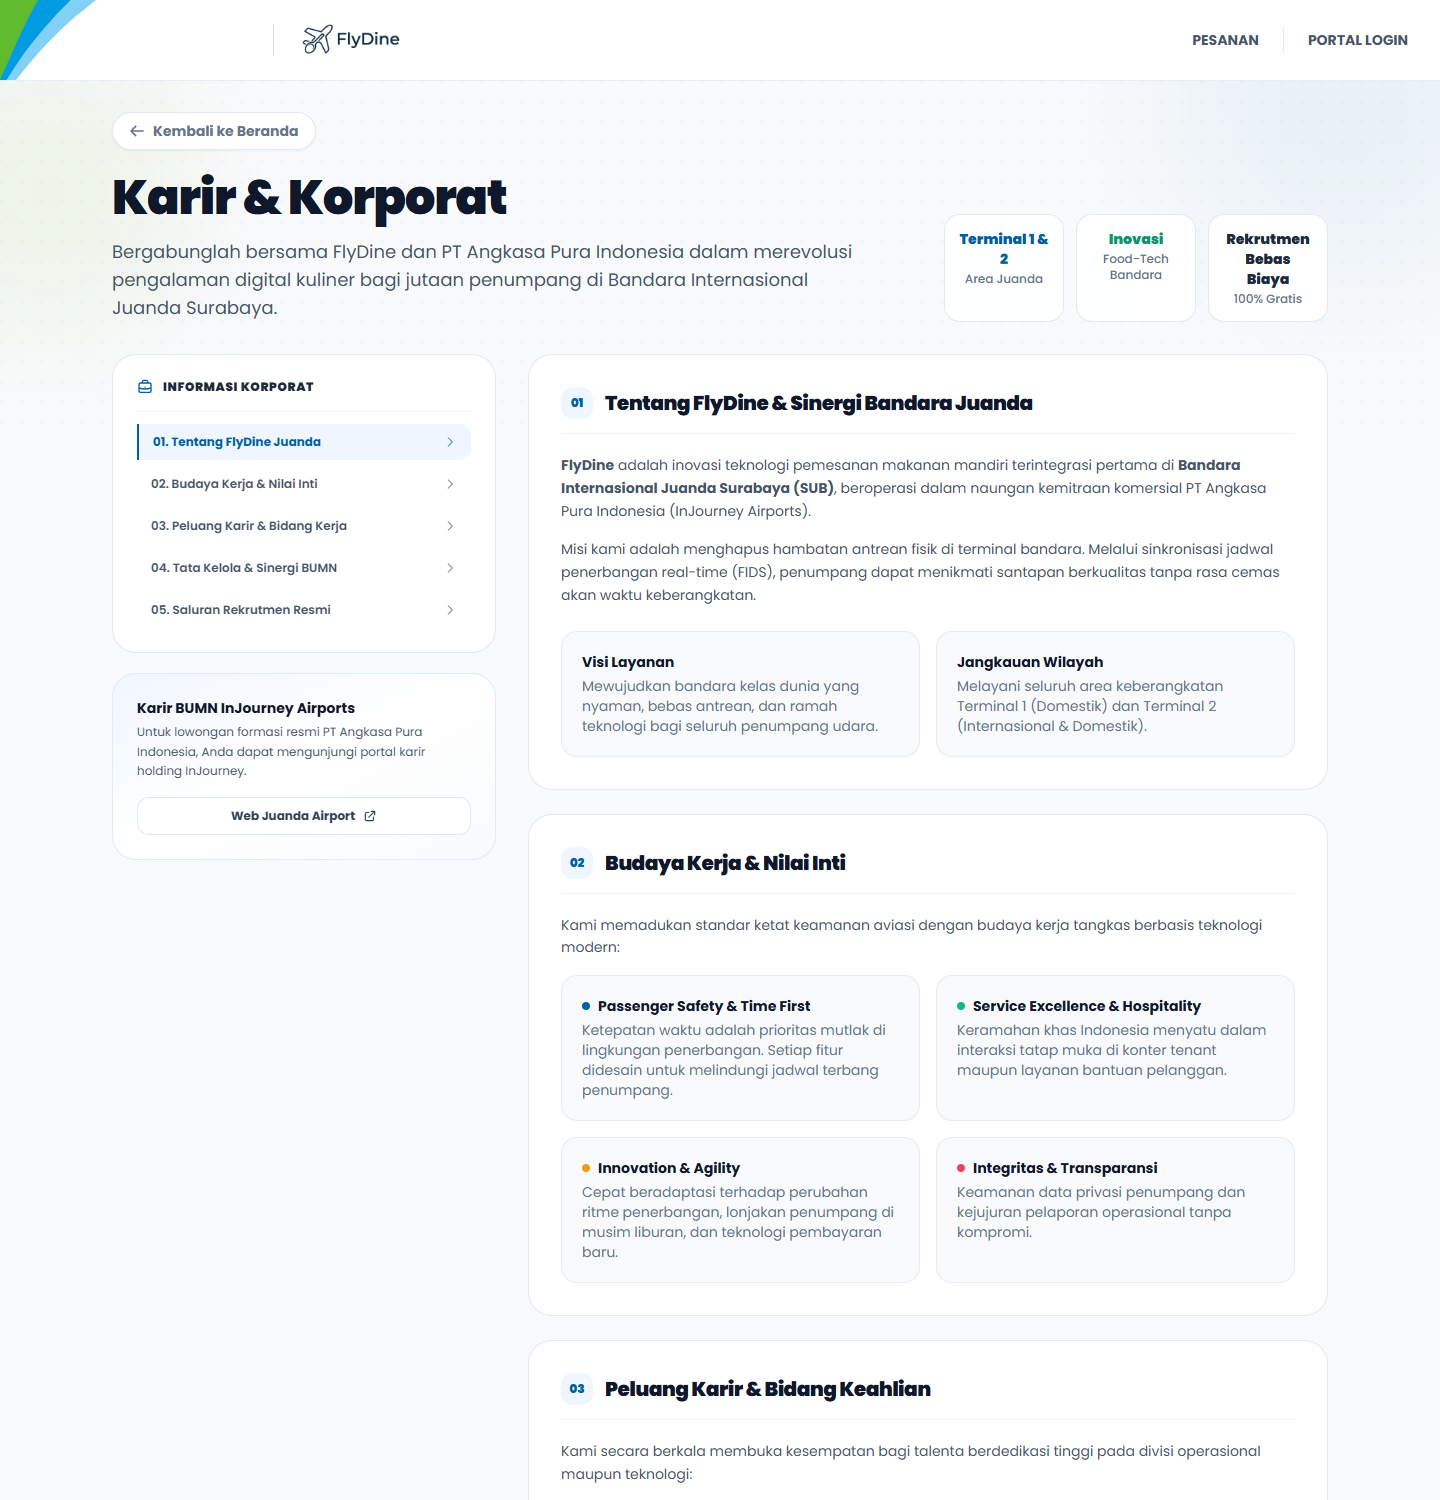 FlyDine
PESANAN
PORTAL LOGIN
Kembali ke Beranda
Karir & Korporat
Bergabunglah bersama FlyDine dan PT Angkasa Pura Indonesia dalam merevolusi
pengalaman digital kuliner bagi jutaan penumpang di Bandara Internasional
Juanda Surabaya.
Terminal 1 &
2
Area Juanda
Inovasi
Food-Tech
Bandara
Rekrutmen
Bebas
Biaya
100% Gratis
INFORMASI KORPORAT
01. Tentang FlyDine Juanda
02. Budaya Kerja & Nilai Inti
03. Peluang Karir & Bidang Kerja
04. Tata Kelola & Sinergi BUMN
05. Saluran Rekrutmen Resmi
Karir BUMN InJourney Airports
Untuk lowongan formasi resmi PT Angkasa Pura
Indonesia, Anda dapat mengunjungi portal karir
holding InJourney.
Web Juanda Airport
01
Tentang FlyDine & Sinergi Bandara Juanda
FlyDine adalah inovasi teknologi pemesanan makanan mandiri terintegrasi pertama di Bandara
Internasional Juanda Surabaya (SUB), beroperasi dalam naungan kemitraan komersial PT Angkasa
Pura Indonesia (InJourney Airports).
Misi kami adalah menghapus hambatan antrean fisik di terminal bandara. Melalui sinkronisasi jadwal
penerbangan real-time (FIDS), penumpang dapat menikmati santapan berkualitas tanpa rasa cemas
akan waktu keberangkatan.
Visi Layanan
Mewujudkan bandara kelas dunia yang
nyaman, bebas antrean, dan ramah
teknologi bagi seluruh penumpang udara.
Jangkauan Wilayah
Melayani seluruh area keberangkatan
Terminal 1 (Domestik) dan Terminal 2
(Internasional & Domestik).
02
Budaya Kerja & Nilai Inti
Kami memadukan standar ketat keamanan aviasi dengan budaya kerja tangkas berbasis teknologi
modern:
Passenger Safety & Time First
Ketepatan waktu adalah prioritas mutlak di
lingkungan penerbangan. Setiap fitur
didesain untuk melindungi jadwal terbang
penumpang.
Service Excellence & Hospitality
Keramahan khas Indonesia menyatu dalam
interaksi tatap muka di konter tenant
maupun layanan bantuan pelanggan.
Innovation & Agility
Cepat beradaptasi terhadap perubahan
ritme penerbangan, lonjakan penumpang di
musim liburan, dan teknologi pembayaran
baru.
Integritas & Transparansi
Keamanan data privasi penumpang dan
kejujuran pelaporan operasional tanpa
kompromi.
03
Peluang Karir & Bidang Keahlian
Kami secara berkala membuka kesempatan bagi talenta berdedikasi tinggi pada divisi operasional
maupun teknologi: